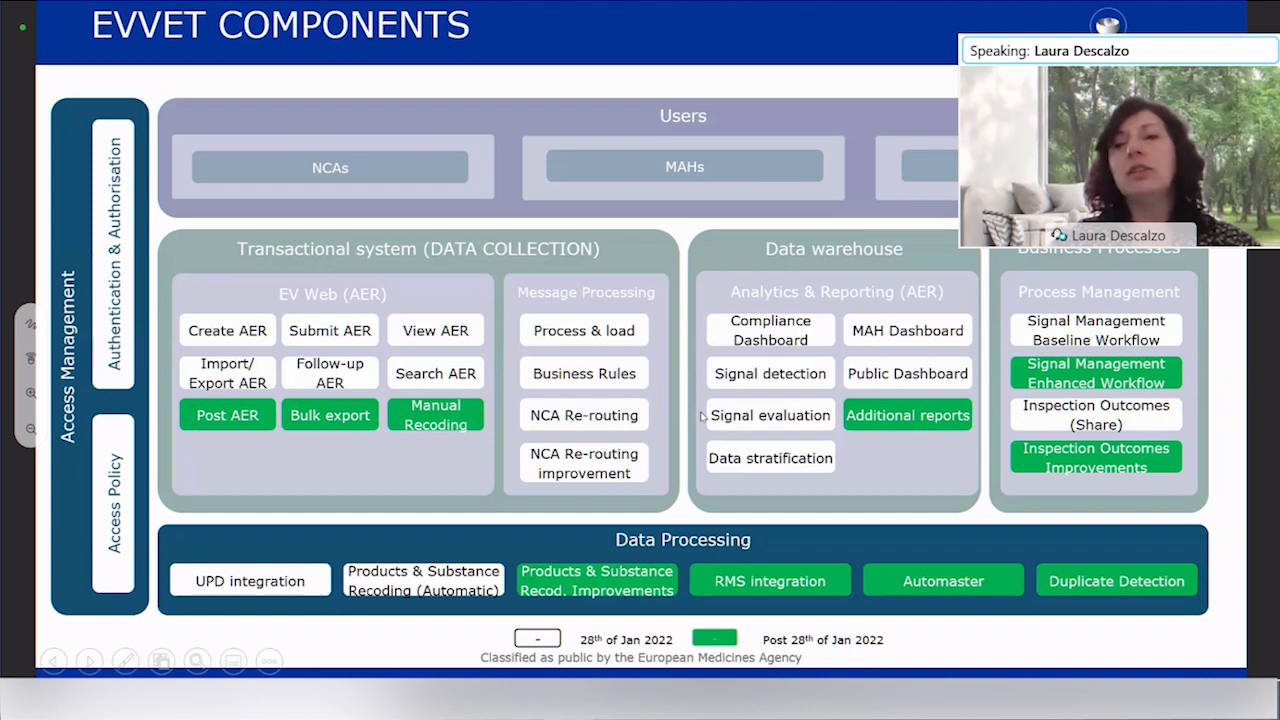 EVVET COMPONENTS
Speaking: Laura Descalzo
Laura Descalzo
Access Management
Authentication & Authorisation
Access Policy
Users
NCAs
MAHs
Transactional system (DATA COLLECTION)
EV Web (AER)
Create AER
Submit AER
View AER
Import/
Export AER
Follow-up
AER
Search AER
Post AER
Bulk export
Manual
Recoding
Message Processing
Process & load
Business Rules
NCA Re-routing
NCA Re-routing
improvement
Data warehouse
Analytics & Reporting (AER)
Compliance
Dashboard
MAH Dashboard
Signal detection
Public Dashboard
Signal evaluation
Additional reports
Data stratification
Business Processes
Process Management
Signal Management
Baseline Workflow
Signal Management
Enhanced Workflow
Inspection Outcomes
(Share)
Inspection Outcomes
Improvements
Data Processing
UPD integration
Products & Substance
Recoding (Automatic)
Products & Substance
Recod. Improvements
RMS integration
Automaster
Duplicate Detection
28th of Jan 2022
Post 28th of Jan 2022
Classified as public by the European Medicines Agency